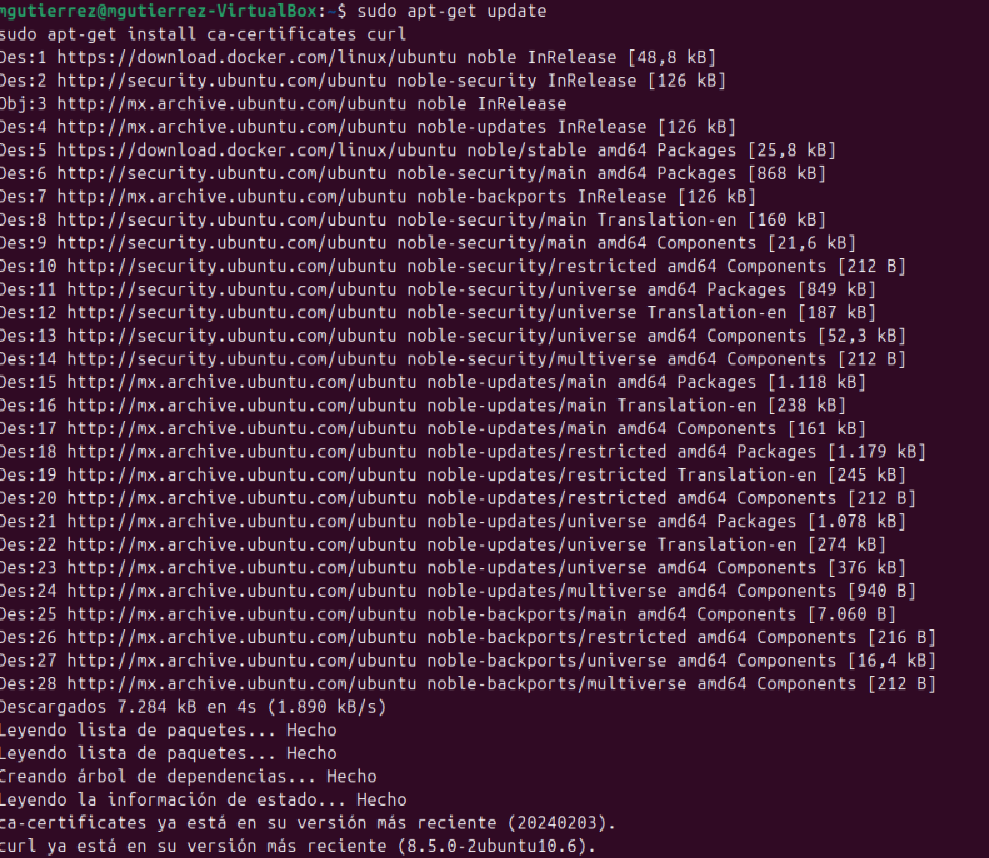 mgutierrez@mgutierrez-VirtualBox:~$ sudo apt-get update
sudo apt-get install ca-certificates curl
Des:1 https://download.docker.com/linux/ubuntu noble InRelease [48,8 kB]
Des:2 http://security.ubuntu.com/ubuntu noble-security InRelease [126 kB]
Obj:3 http://mx.archive.ubuntu.com/ubuntu noble InRelease
Des:4 http://mx.archive.ubuntu.com/ubuntu noble-updates InRelease [126 kB]
Des:5 https://download.docker.com/linux/ubuntu noble/stable amd64 Packages [25,8 kB]
Des:6 http://security.ubuntu.com/ubuntu noble-security/main amd64 Packages [868 kB]
Des:7 http://mx.archive.ubuntu.com/ubuntu noble-backports InRelease [126 kB]
Des:8 http://security.ubuntu.com/ubuntu noble-security/main Translation-en [160 kB]
Des:9 http://security.ubuntu.com/ubuntu noble-security/main amd64 Components [21,6 kB]
Des:10 http://security.ubuntu.com/ubuntu noble-security/restricted amd64 Components [212 B]
Des:11 http://security.ubuntu.com/ubuntu noble-security/universe amd64 Packages [849 kB]
Des:12 http://security.ubuntu.com/ubuntu noble-security/universe Translation-en [187 kB]
Des:13 http://security.ubuntu.com/ubuntu noble-security/universe amd64 Components [52,3 kB]
Des:14 http://security.ubuntu.com/ubuntu noble-security/multiverse amd64 Components [212 B]
Des:15 http://mx.archive.ubuntu.com/ubuntu noble-updates/main amd64 Packages [1.118 kB]
Des:16 http://mx.archive.ubuntu.com/ubuntu noble-updates/main Translation-en [238 kB]
Des:17 http://mx.archive.ubuntu.com/ubuntu noble-updates/main amd64 Components [161 kB]
Des:18 http://mx.archive.ubuntu.com/ubuntu noble-updates/restricted amd64 Packages [1.179 kB]
Des:19 http://mx.archive.ubuntu.com/ubuntu noble-updates/restricted Translation-en [245 kB]
Des:20 http://mx.archive.ubuntu.com/ubuntu noble-updates/restricted amd64 Components [212 B]
Des:21 http://mx.archive.ubuntu.com/ubuntu noble-updates/universe amd64 Packages [1.078 kB]
Des:22 http://mx.archive.ubuntu.com/ubuntu noble-updates/universe Translation-en [274 kB]
Des:23 http://mx.archive.ubuntu.com/ubuntu noble-updates/universe amd64 Components [376 kB]
Des:24 http://mx.archive.ubuntu.com/ubuntu noble-updates/multiverse amd64 Components [940 B]
Des:25 http://mx.archive.ubuntu.com/ubuntu noble-backports/main amd64 Components [7.060 B]
Des:26 http://mx.archive.ubuntu.com/ubuntu noble-backports/restricted amd64 Components [216 B]
Des:27 http://mx.archive.ubuntu.com/ubuntu noble-backports/universe amd64 Components [16,4 kB]
Des:28 http://mx.archive.ubuntu.com/ubuntu noble-backports/multiverse amd64 Components [212 B]
Descargados 7.284 kB en 4s (1.890 kB/s)
Leyendo lista de paquetes... Hecho
Leyendo lista de paquetes... Hecho
Creando árbol de dependencias... Hecho
Leyendo la información de estado... Hecho
ca-certificates ya está en su versión más reciente (20240203).
curl ya está en su versión más reciente (8.5.0-2ubuntu10.6).